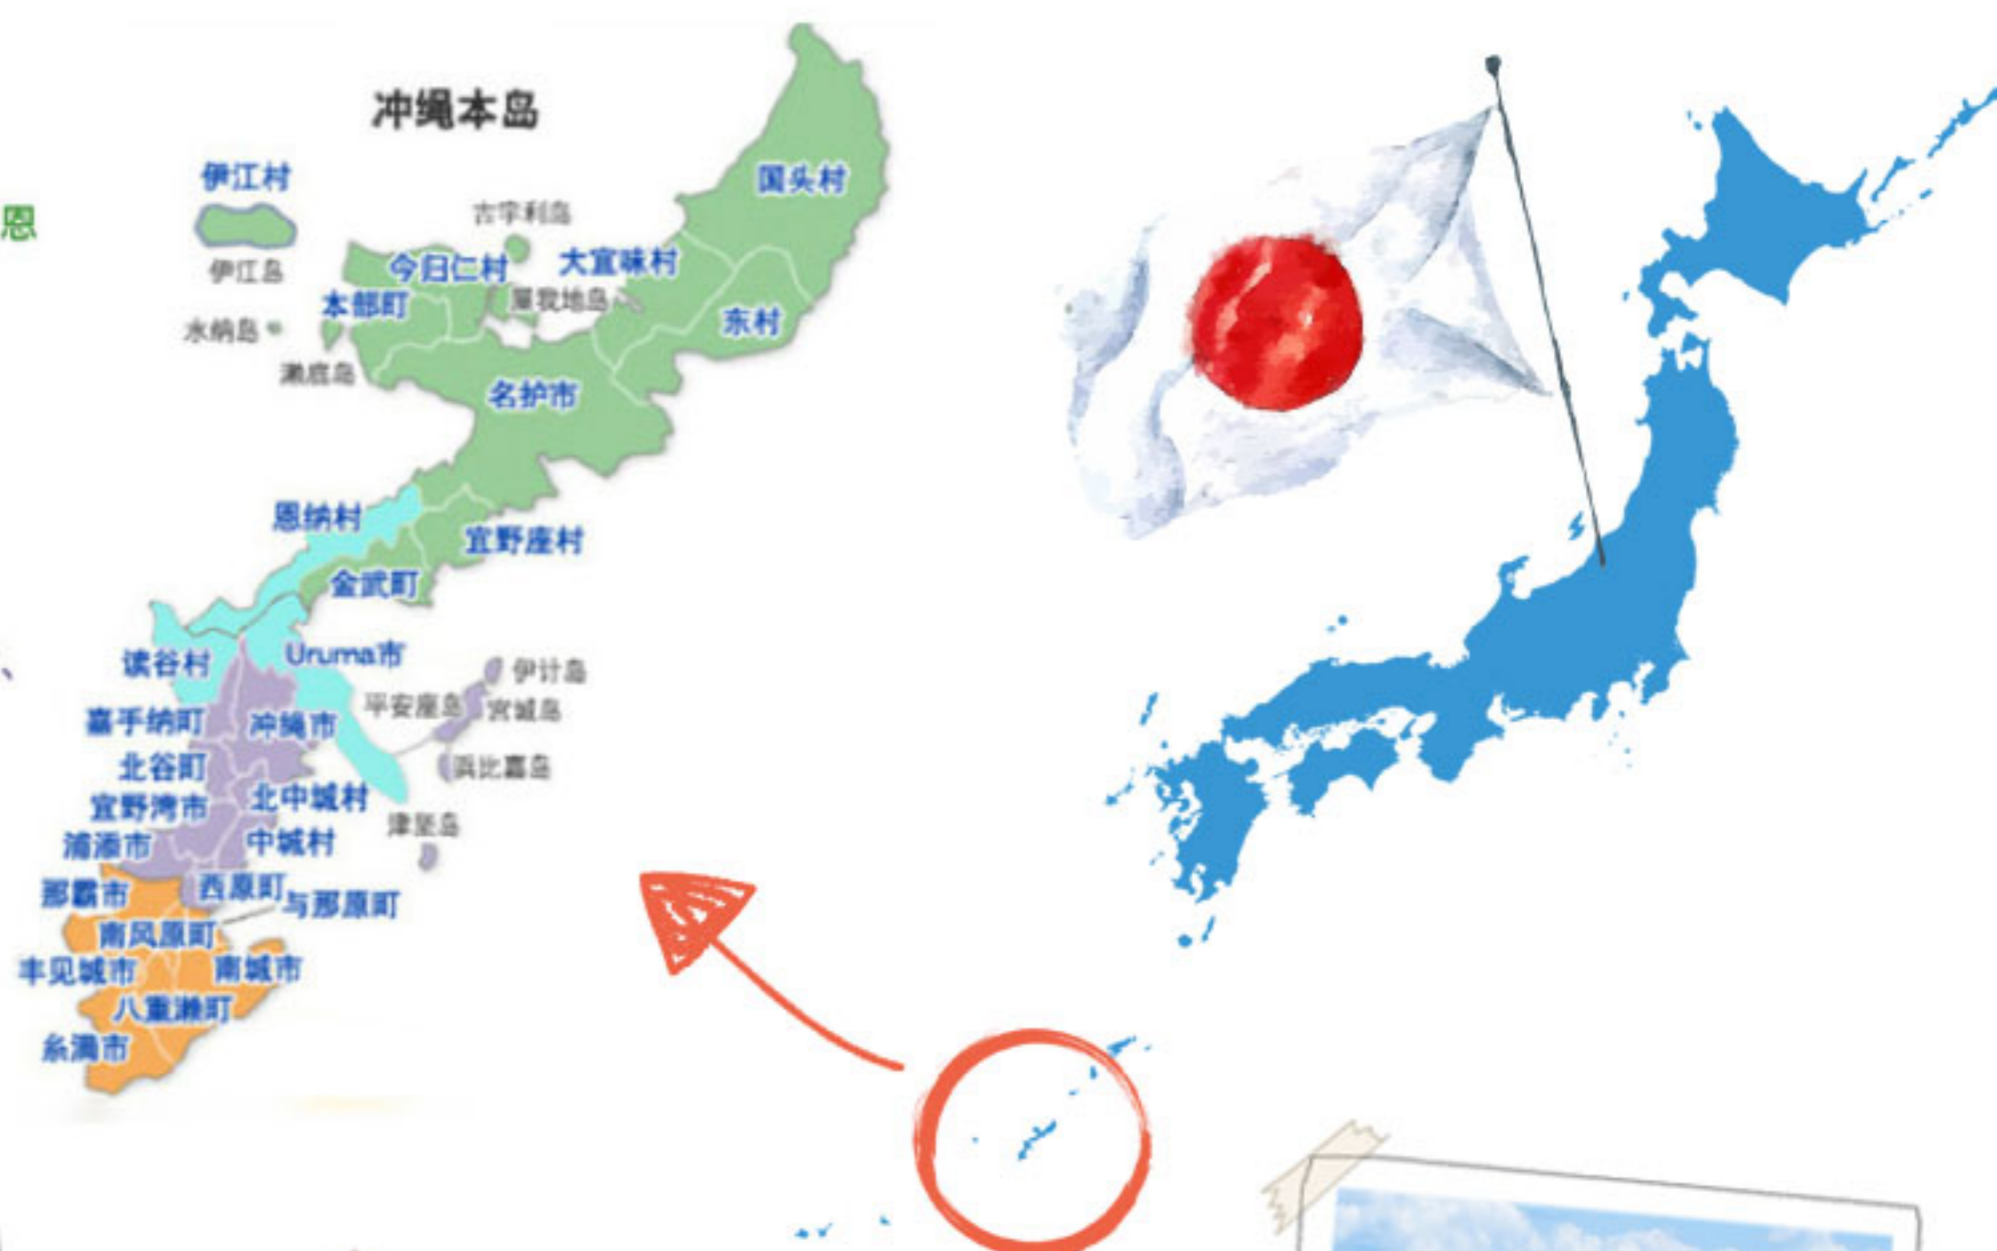 冲绳本岛
伊江村
国头村
古宇利岛
恩
今归仁村
大宜味村
伊江岛
本部町
屋我地岛
东村
水纳岛
濑底岛
名护市
恩纳村
宜野座村
金武町
读谷村
Uruma市
伊计岛
平安座岛
宫城岛
嘉手纳町
冲绳市
北谷町
浜比嘉岛
宜野湾市
北中城村
津坚岛
浦添市
中城村
那霸市
西原町
与那原町
南风原町
丰见城市
南城市
八重濑町
糸满市